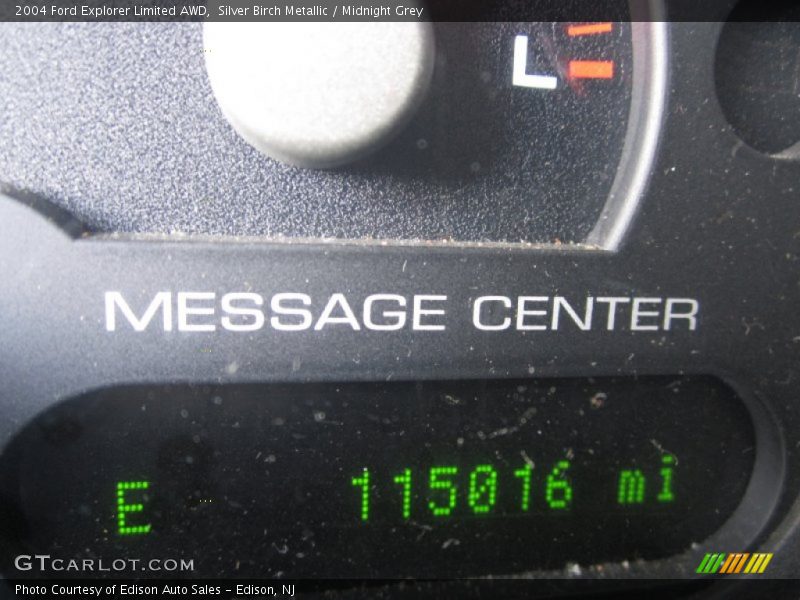 2004 Ford Explorer Limited AWD, Silver Birch Metallic / Midnight Grey
L
MESSAGE CENTER
E 115016 mi
GTCARLOT.COM
Photo Courtesy of Edison Auto Sales - Edison, NJ